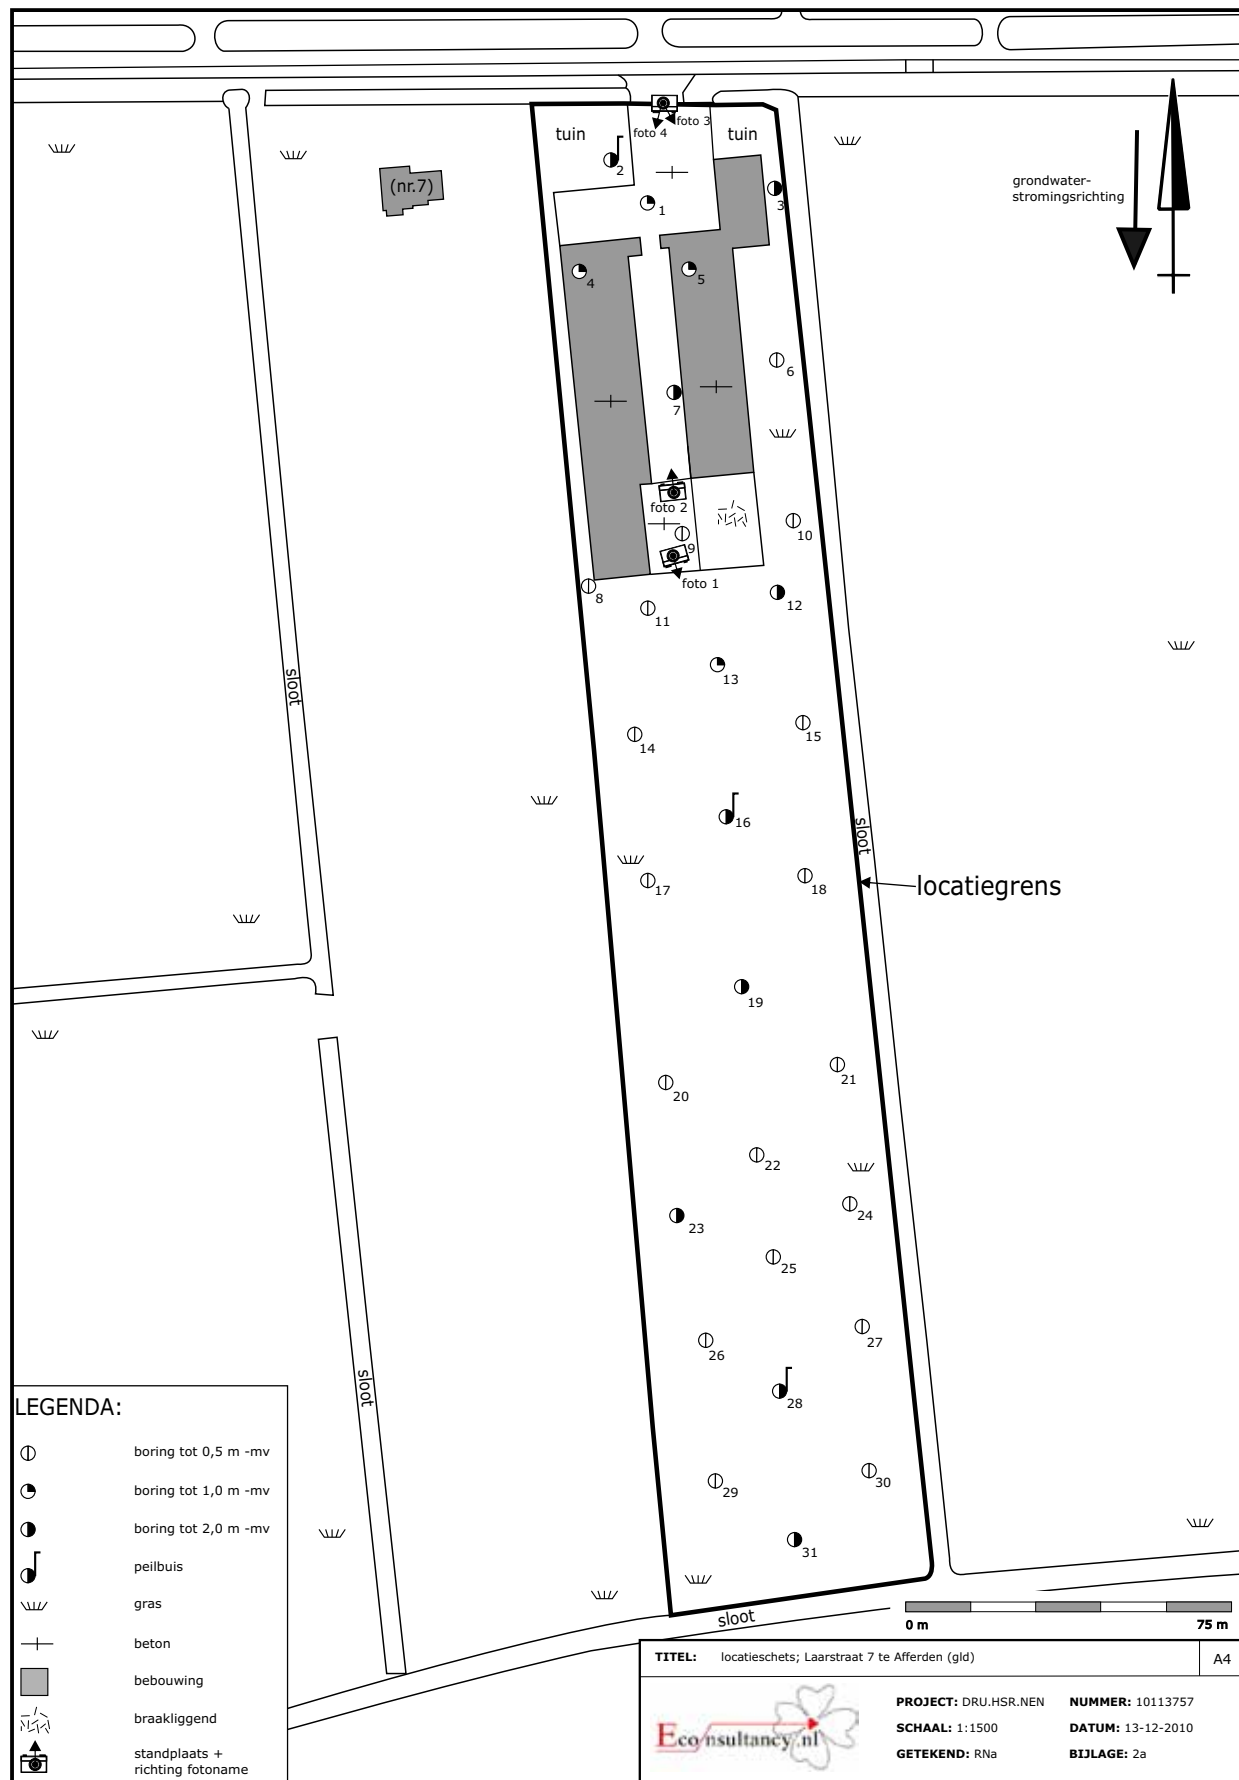 tuin
foto 4
foto 3
tuin
2
(nr.7)
3
1
grondwater-
stromingsrichting
4
5
6
7
foto 2
9
10
foto 1
8
12
11
13
sloot
14
15
16
sloot
17
18
locatiegrens
19
20
21
22
23
24
25
26
27
sloot
28
29
30
31
sloot
LEGENDA:
boring tot 0,5 m -mv
boring tot 1,0 m -mv
boring tot 2,0 m -mv
peilbuis
gras
beton
bebouwing
braakliggend
standplaats +
richting fotoname
0 m
75 m
TITEL: locatieschets; Laarstraat 7 te Afferden (gld)
A4
Econsultancy.nl
PROJECT: DRU.HSR.NEN NUMMER: 10113757
SCHAAL: 1:1500 DATUM: 13-12-2010
GETEKEND: RNa BIJLAGE: 2a